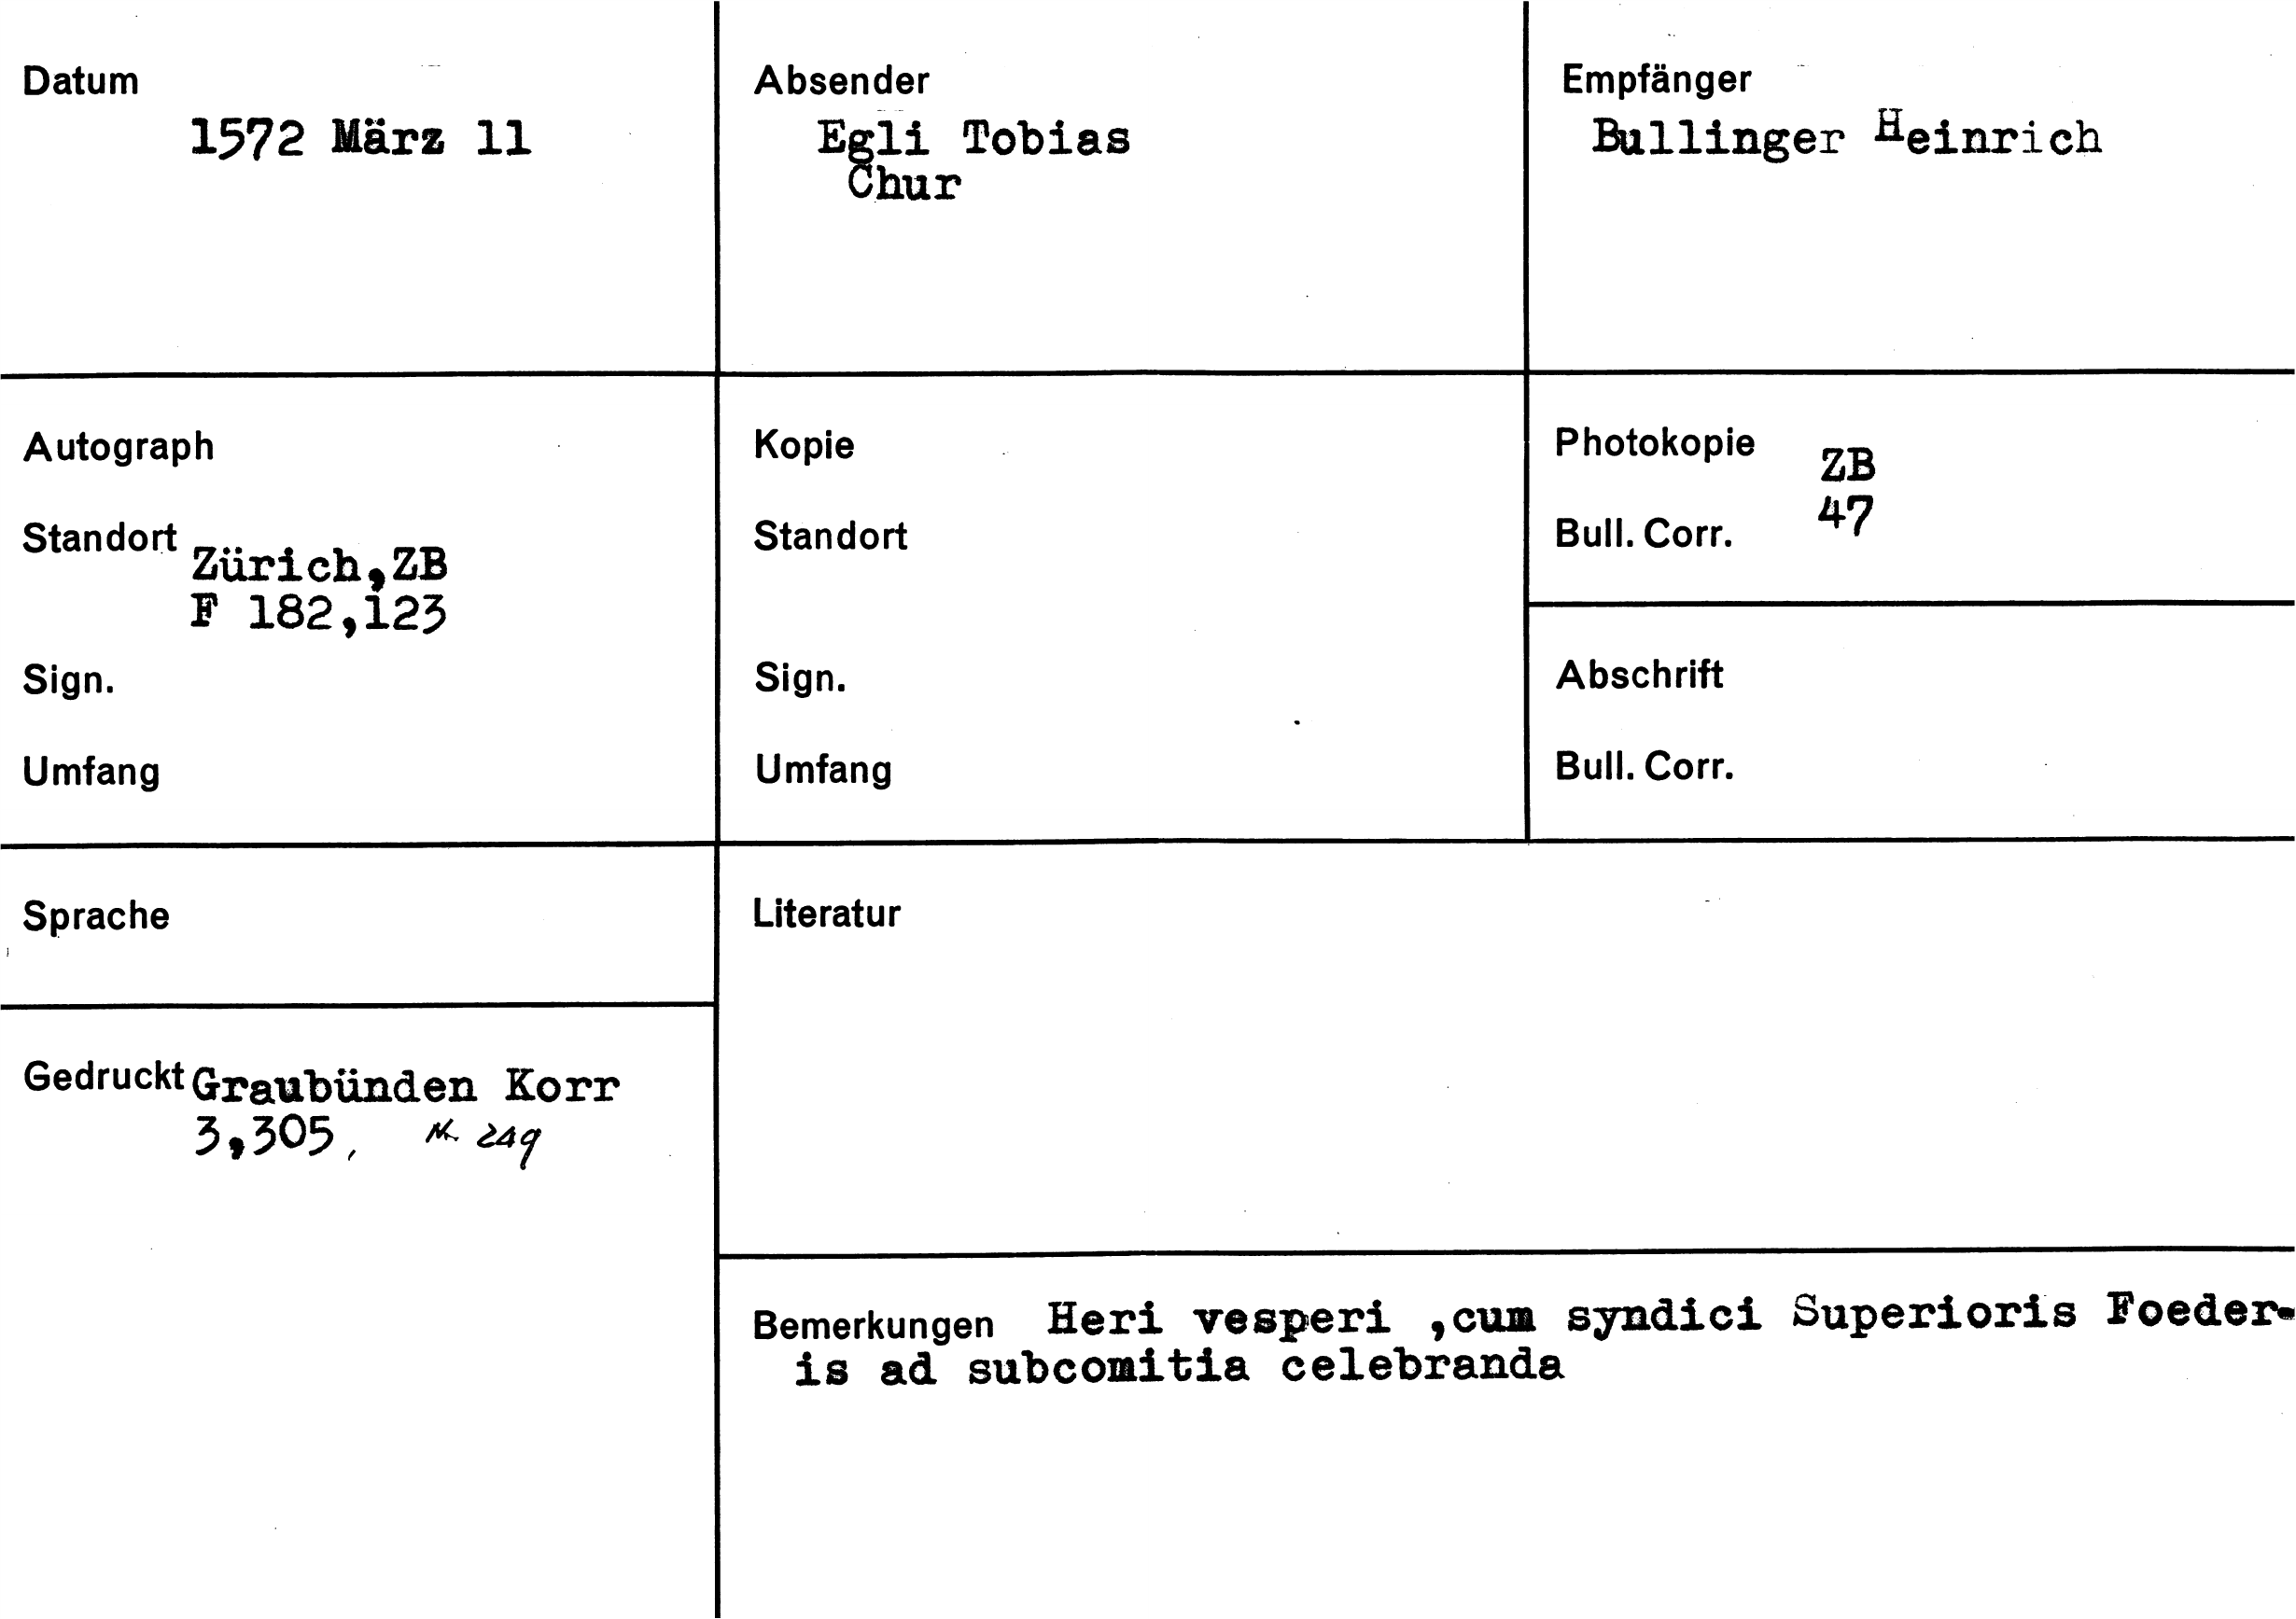 Datum
1572 März 11
Absender
Egli Tobias
Chur
Empfänger
Bullinger Heinrich
Autograph
Standort Zürich,ZB
F 182,123
Sign.
Umfang
Kopie
Standort
Sign.
Umfang
Photokopie ZB
Bull. Corr. 47
Abschrift
Bull. Corr.
Sprache
Gedruckt Graubünden Korr
3,305, Nr. 249
Literatur
Bemerkungen Heri vesperi ,cum syndici Superioris Foeder-
is ad subcomitia celebranda